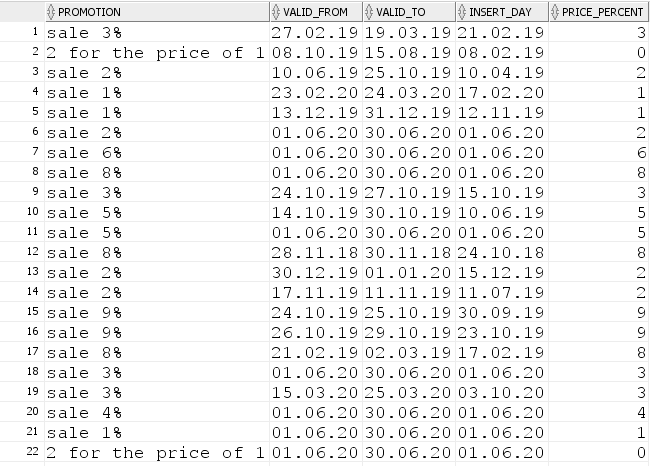 PROMOTION VALID_FROM VALID_TO INSERT_DAY PRICE_PERCENT
1 sale 3% 27.02.19 19.03.19 21.02.19 3
2 2 for the price of 1 08.10.19 15.08.19 08.02.19 0
3 sale 2% 10.06.19 25.10.19 10.04.19 2
4 sale 1% 23.02.20 24.03.20 17.02.20 1
5 sale 1% 13.12.19 31.12.19 12.11.19 1
6 sale 2% 01.06.20 30.06.20 01.06.20 2
7 sale 6% 01.06.20 30.06.20 01.06.20 6
8 sale 8% 01.06.20 30.06.20 01.06.20 8
9 sale 3% 24.10.19 27.10.19 15.10.19 3
10 sale 5% 14.10.19 30.10.19 10.06.19 5
11 sale 5% 01.06.20 30.06.20 01.06.20 5
12 sale 8% 28.11.18 30.11.18 24.10.18 8
13 sale 2% 30.12.19 01.01.20 15.12.19 2
14 sale 2% 17.11.19 11.11.19 11.07.19 2
15 sale 9% 24.10.19 25.10.19 30.09.19 9
16 sale 9% 26.10.19 29.10.19 23.10.19 9
17 sale 8% 21.02.19 02.03.19 17.02.19 8
18 sale 3% 01.06.20 30.06.20 01.06.20 3
19 sale 3% 15.03.20 25.03.20 03.10.20 3
20 sale 4% 01.06.20 30.06.20 01.06.20 4
21 sale 1% 01.06.20 30.06.20 01.06.20 1
22 2 for the price of 1 01.06.20 30.06.20 01.06.20 0